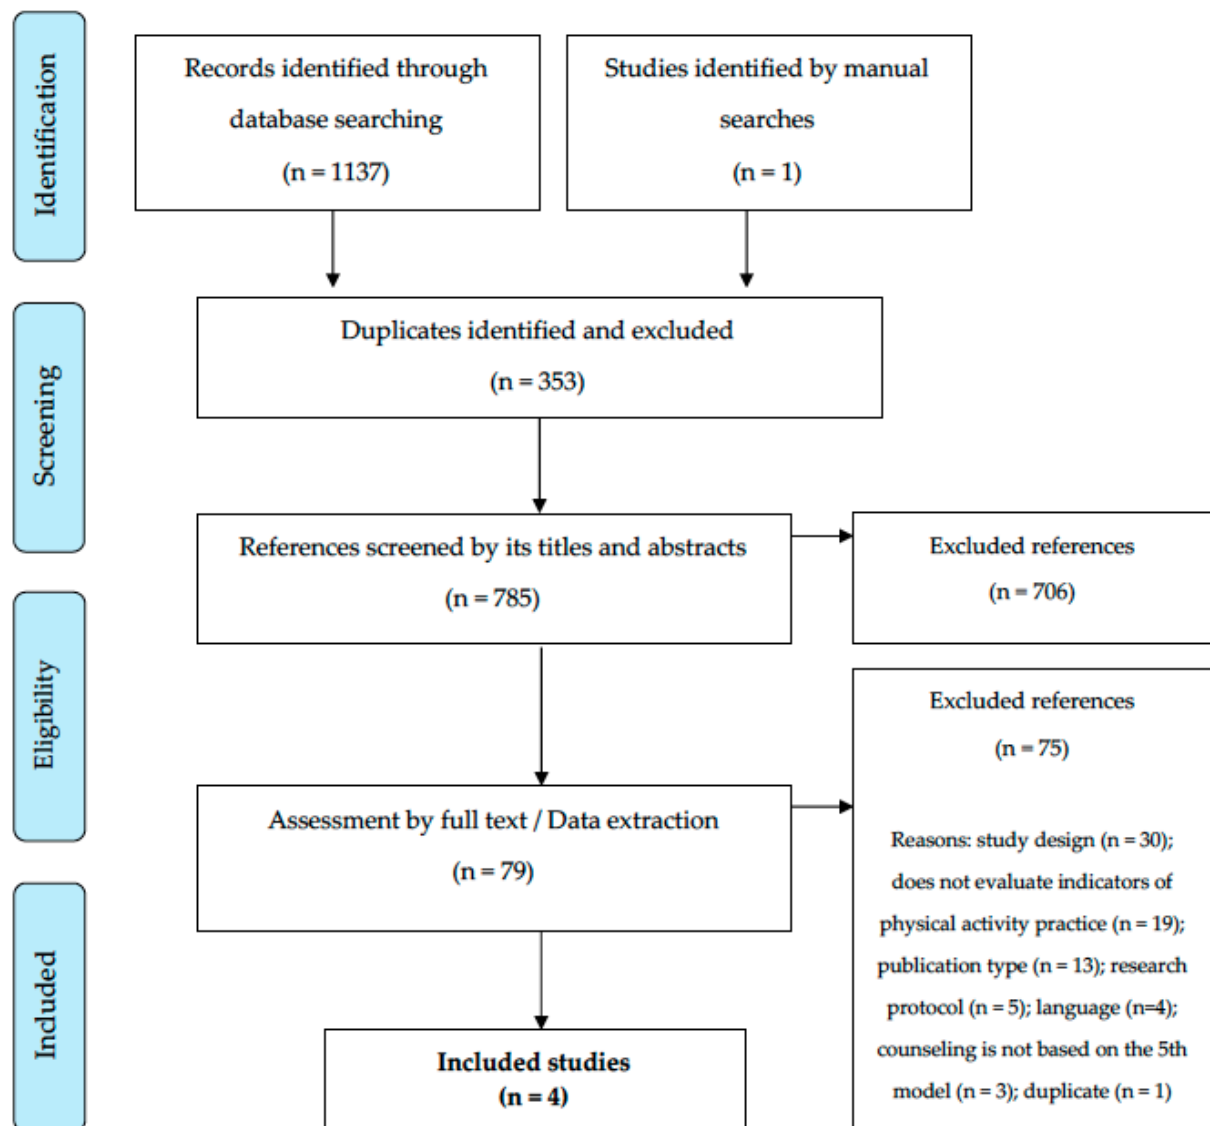 Identification
Records identified through
database searching
(n = 1137)
Studies identified by manual
searches
(n = 1)
Screening
Duplicates identified and excluded
(n = 353)
References screened by its titles and abstracts
(n = 785)
Excluded references
(n = 706)
Eligibility
Assessment by full text / Data extraction
(n = 79)
Excluded references
(n = 75)
Reasons: study design (n = 30);
does not evaluate indicators of
physical activity practice (n = 19);
publication type (n = 13); research
protocol (n = 5); language (n=4);
counseling is not based on the 5th
model (n = 3); duplicate (n = 1)
Included
Included studies
(n = 4)